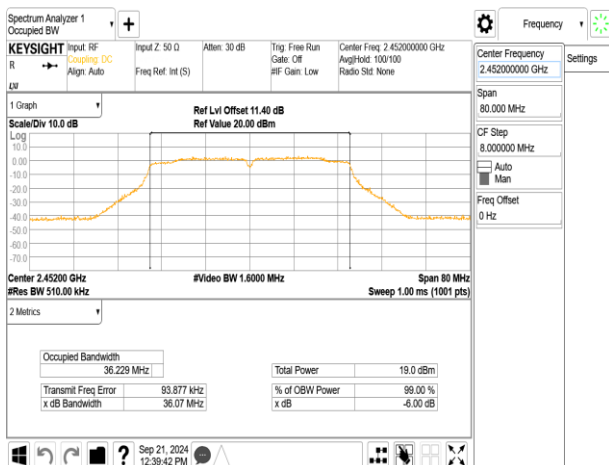 Spectrum Analyzer 1
Occupied BW
Frequency
KEYSIGHT Input: RF Input Z: 50 Ω Atten: 30 dB Trig: Free Run Center Freq: 2.452000000 GHz
Coupling: DC Gate: Off Avg|Hold: 100/100
R Align: Auto Freq Ref: Int (S) #IF Gain: Low Radio Std: None
LXI
Center Frequency
2.452000000 GHz
Settings
Span
80.000 MHz
CF Step
8.000000 MHz
Auto
Man
Freq Offset
0 Hz
1 Graph
Ref Lvl Offset 11.40 dB
Scale/Div 10.0 dB Ref Value 20.00 dBm
Log
10.0
0.00
-10.0
-20.0
-30.0
-40.0
-50.0
-60.0
-70.0
Center 2.45200 GHz #Video BW 1.6000 MHz Span 80 MHz
#Res BW 510.00 kHz Sweep 1.00 ms (1001 pts)
2 Metrics
Occupied Bandwidth
36.229 MHz Total Power 19.0 dBm
Transmit Freq Error 93.877 kHz % of OBW Power 99.00 %
x dB Bandwidth 36.07 MHz x dB -6.00 dB
? Sep 21, 2024
12:39:42 PM